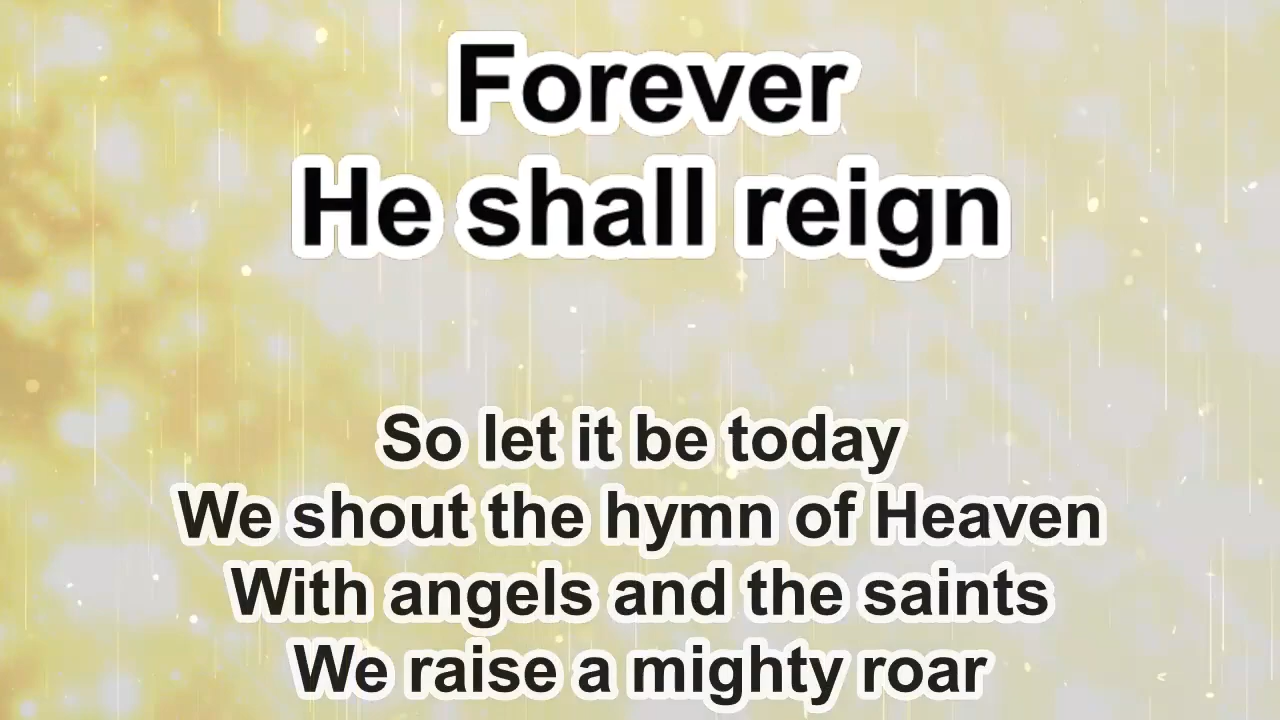 Forever
He shall reign
So let it be today
We shout the hymn of Heaven
With angels and the saints
We raise a mighty roar